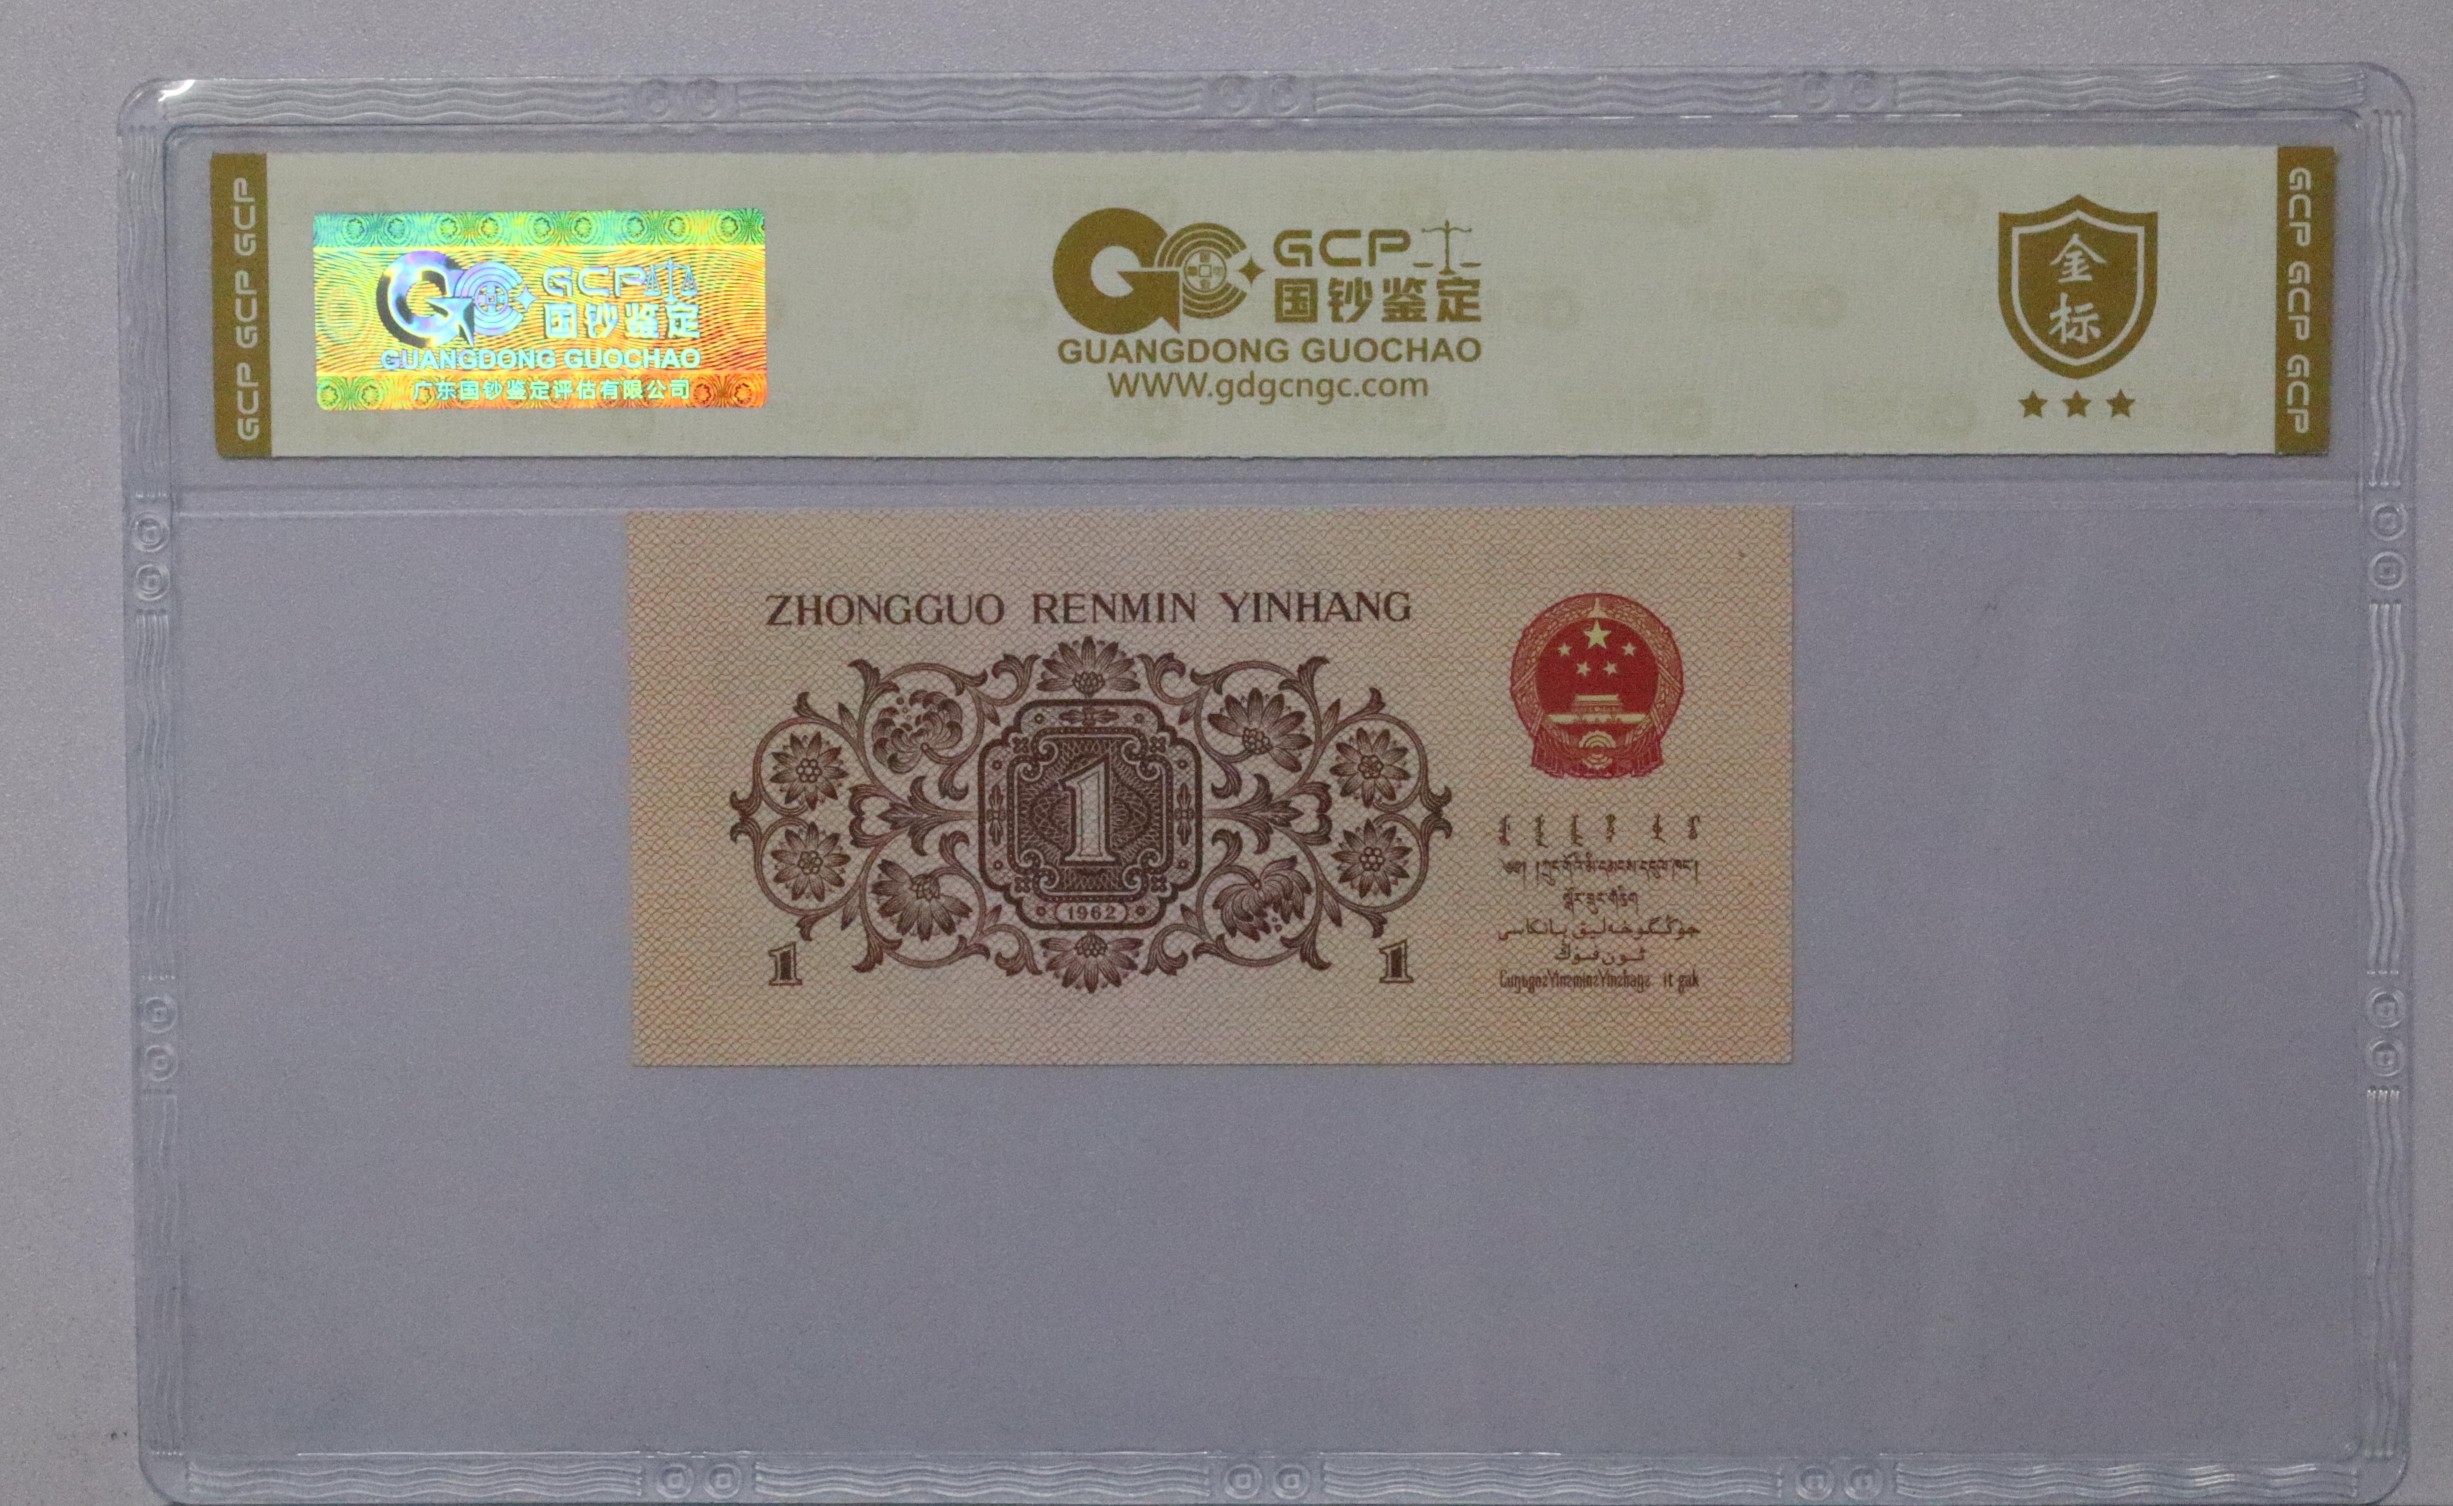 GCP GCP GCP
GCP
国钞鉴定
GUANGDONG GUOCHAO
广东国钞鉴定评估有限公司
GCP
国钞鉴定
GUANGDONG GUOCHAO
WWW.gdgcngc.com
金
标
GCP GCP GCP
ZHONGGUO RENMIN YINHANG
1
1962
1
1